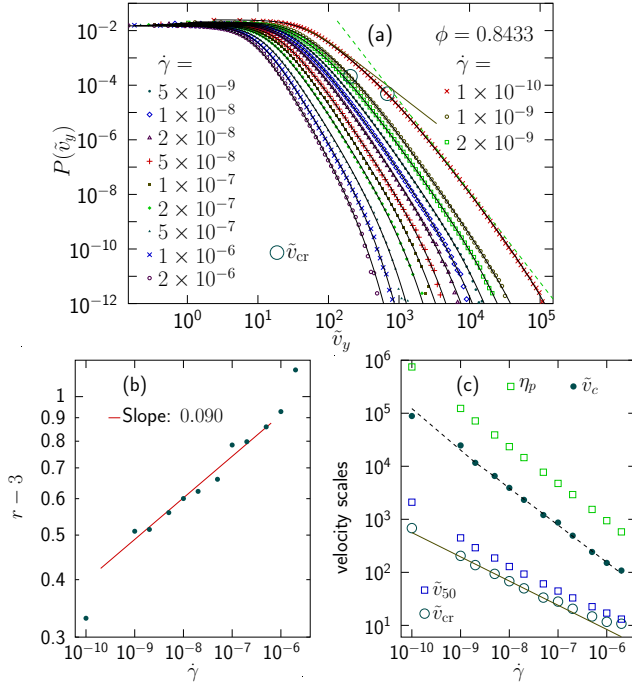 (a)
ϕ = 0.8433
P(ṽ_y)
10^−2
10^−4
10^−6
10^−8
10^−10
10^−12
γ̇ =
5 × 10^−9
1 × 10^−8
2 × 10^−8
5 × 10^−8
1 × 10^−7
2 × 10^−7
5 × 10^−7
1 × 10^−6
2 × 10^−6
γ̇ =
1 × 10^−10
1 × 10^−9
2 × 10^−9
ṽ_cr
10^0 10^1 10^2 10^3 10^4 10^5
ṽ_y
(b)
Slope: 0.090
r − 3
1
0.9
0.8
0.7
0.6
0.5
0.4
0.3
10^−10 10^−9 10^−8 10^−7 10^−6
γ̇
(c)
η_p ṽ_c
velocity scales
10^6
10^5
10^4
10^3
10^2
10^1
ṽ_50
ṽ_cr
10^−10 10^−9 10^−8 10^−7 10^−6
γ̇